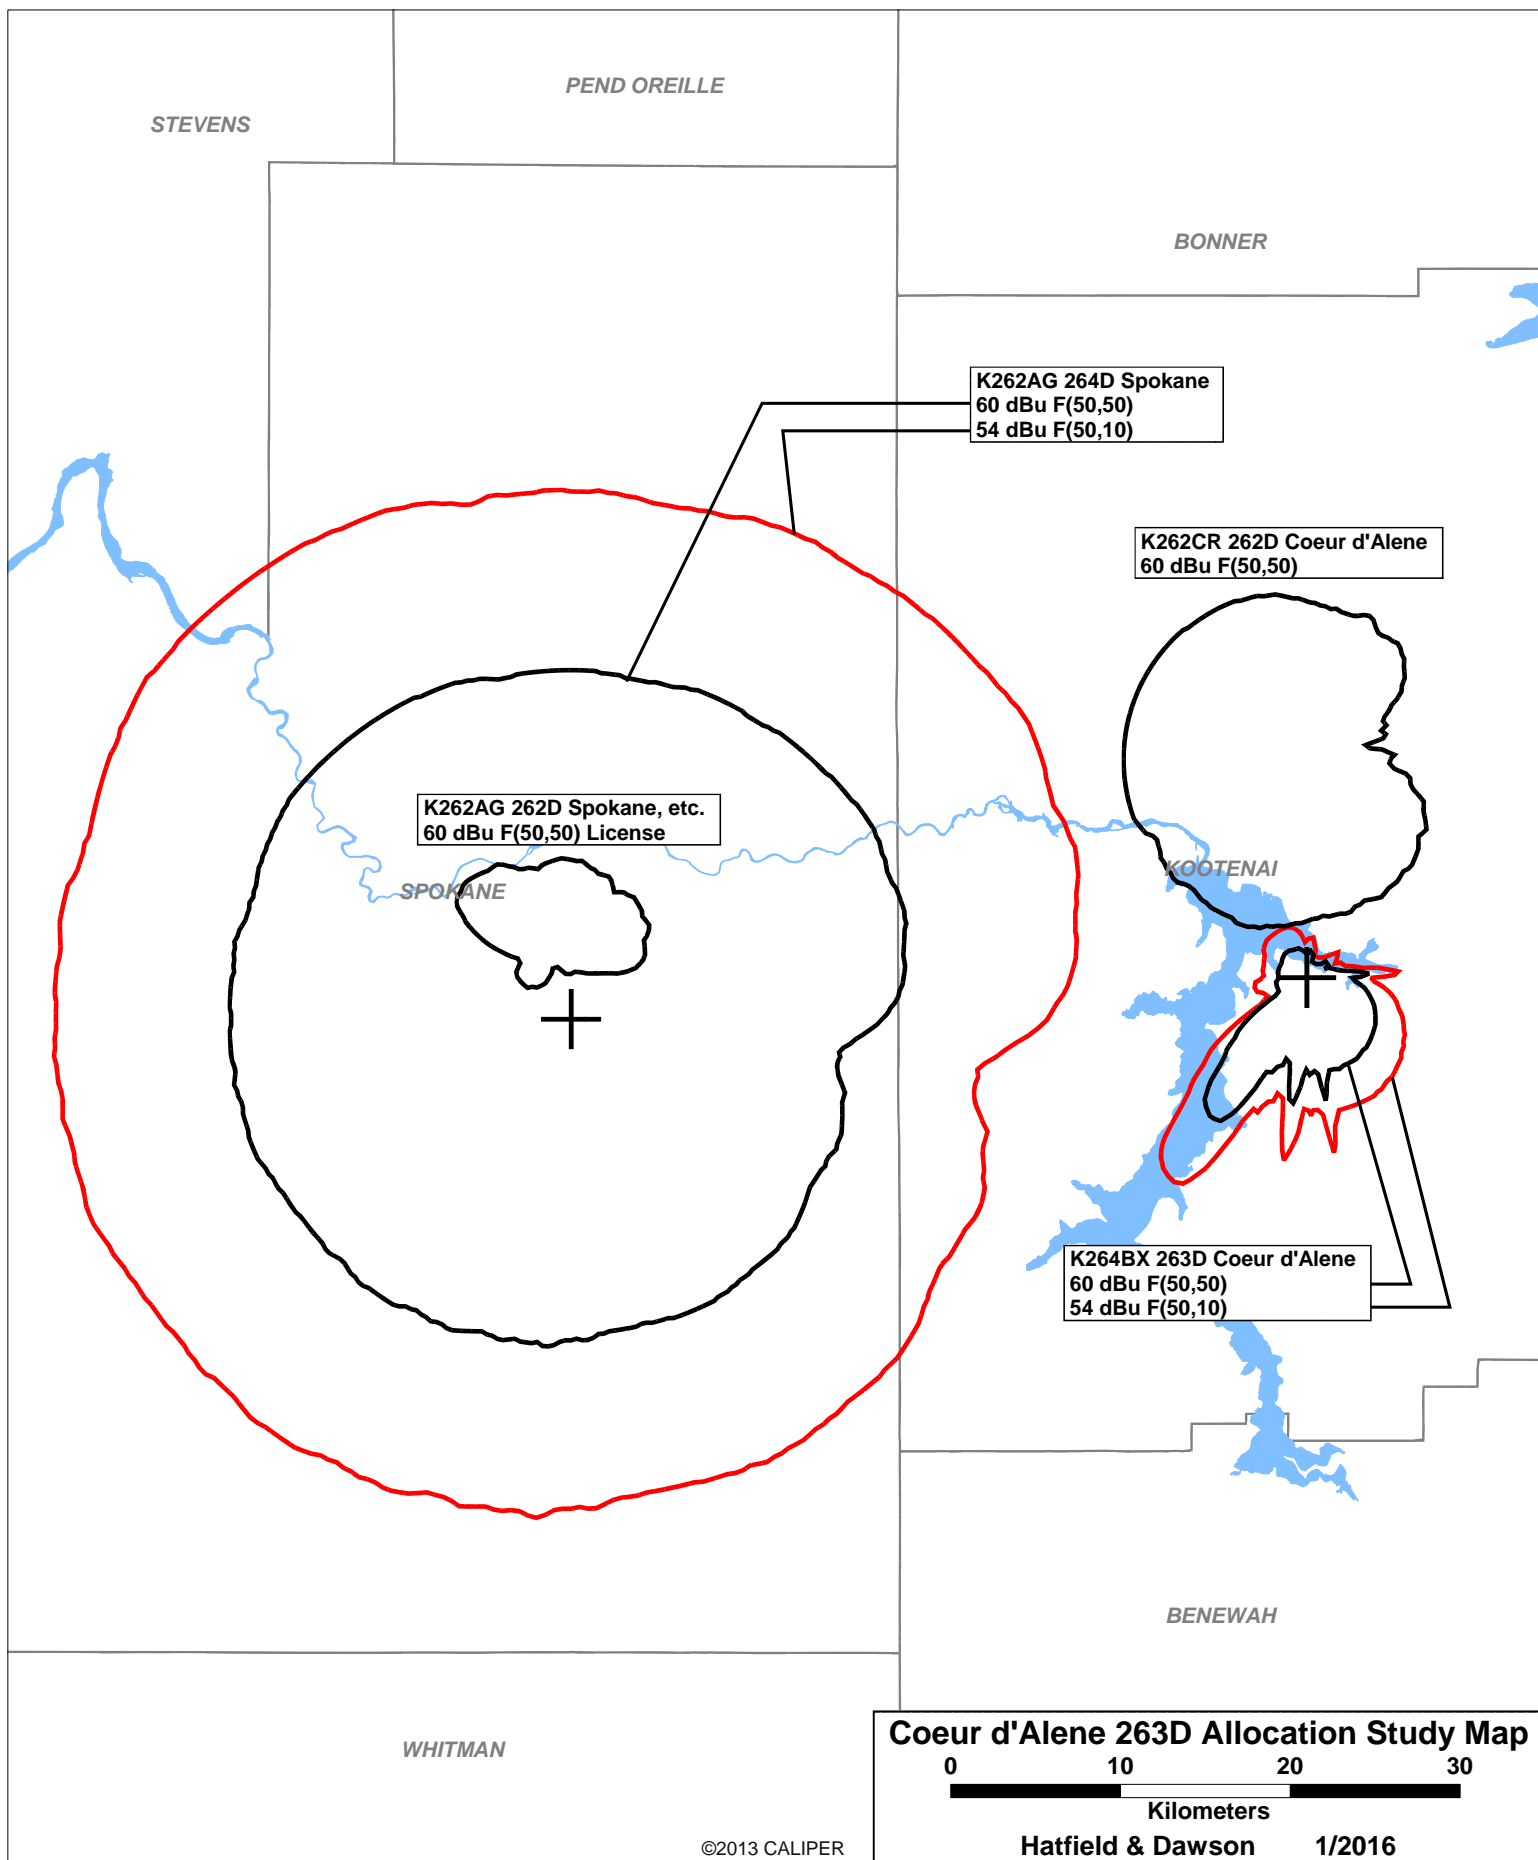 PEND OREILLE
STEVENS
BONNER
K262AG 264D Spokane
60 dBu F(50,50)
54 dBu F(50,10)
K262CR 262D Coeur d'Alene
60 dBu F(50,50)
K262AG 262D Spokane, etc.
60 dBu F(50,50) License
KOOTENAI
SPOKANE
K264BX 263D Coeur d'Alene
60 dBu F(50,50)
54 dBu F(50,10)
BENEWAH
WHITMAN
Coeur d'Alene 263D Allocation Study Map
0 10 20 30
Kilometers
Hatfield & Dawson 1/2016
©2013 CALIPER